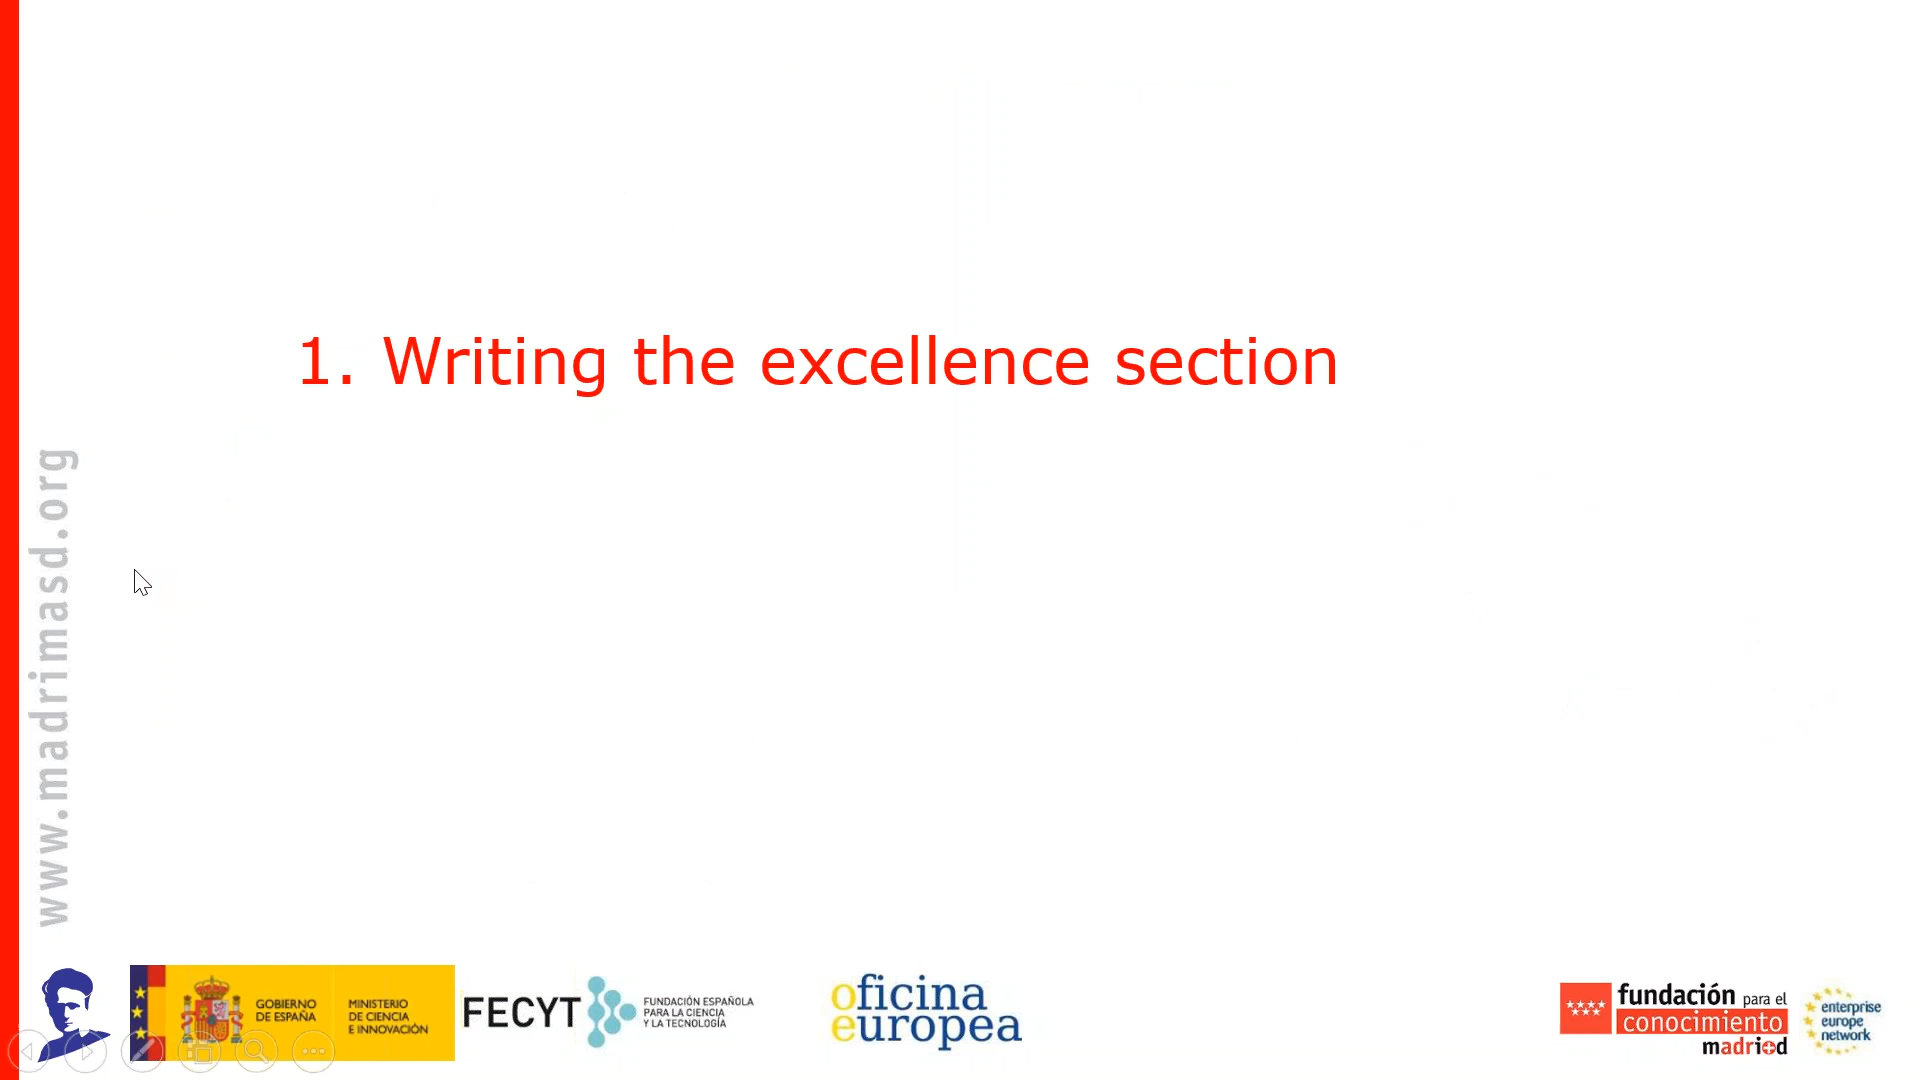 1. Writing the excellence section
www.madrimasd.org
GOBIERNO
DE ESPAÑA
MINISTERIO
DE CIENCIA
E INNOVACIÓN
FECYT
FUNDACIÓN ESPAÑOLA
PARA LA CIENCIA
Y LA TECNOLOGÍA
oficina
europea
fundación para el
conocimiento
madri+d
enterprise
europe
network